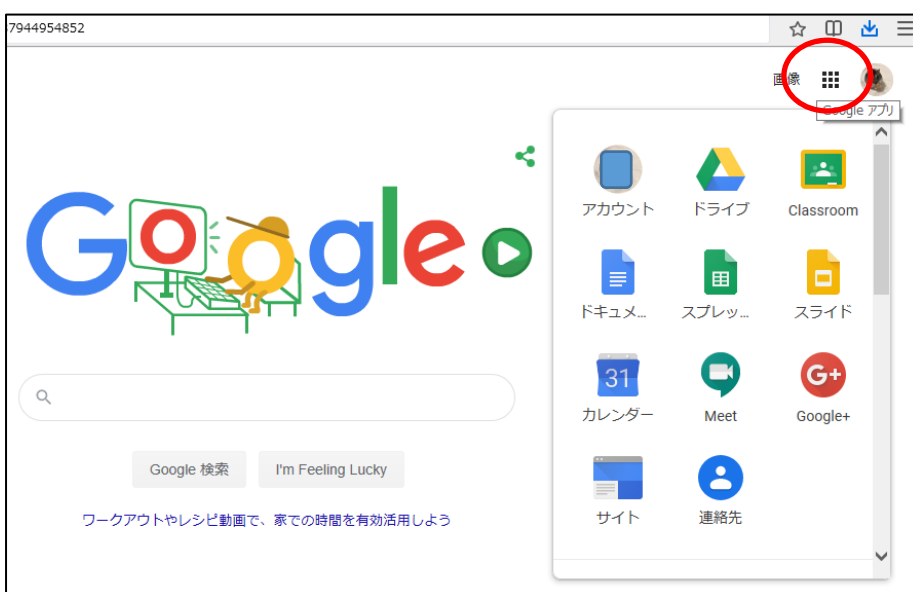 7944954852
画像
Google アプリ
Google
アカウント
ドライブ
Classroom
ドキュメ...
スプレッ...
スライド
31
カレンダー
Meet
G+
Google+
サイト
連絡先
Google 検索
I'm Feeling Lucky
ワークアウトやレシピ動画で、家での時間を有効活用しよう